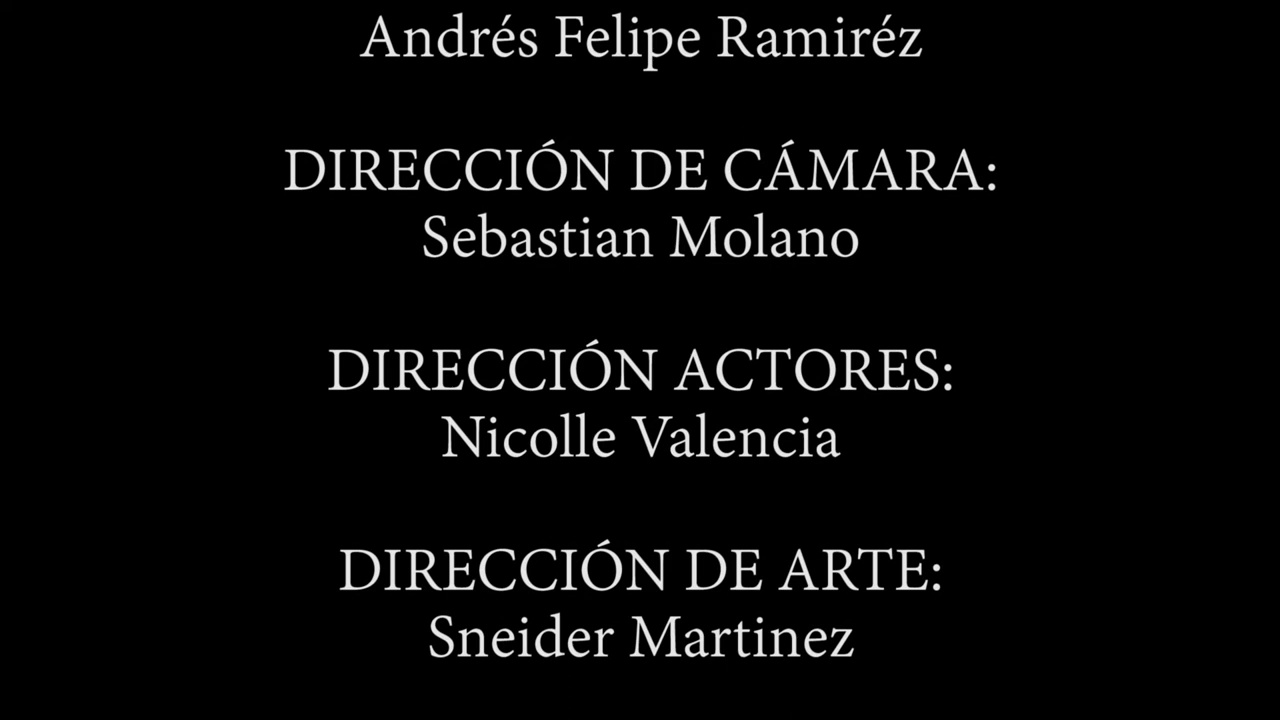 Andrés Felipe Ramiréz
DIRECCIÓN DE CÁMARA:
Sebastian Molano
DIRECCIÓN ACTORES:
Nicolle Valencia
DIRECCIÓN DE ARTE:
Sneider Martinez